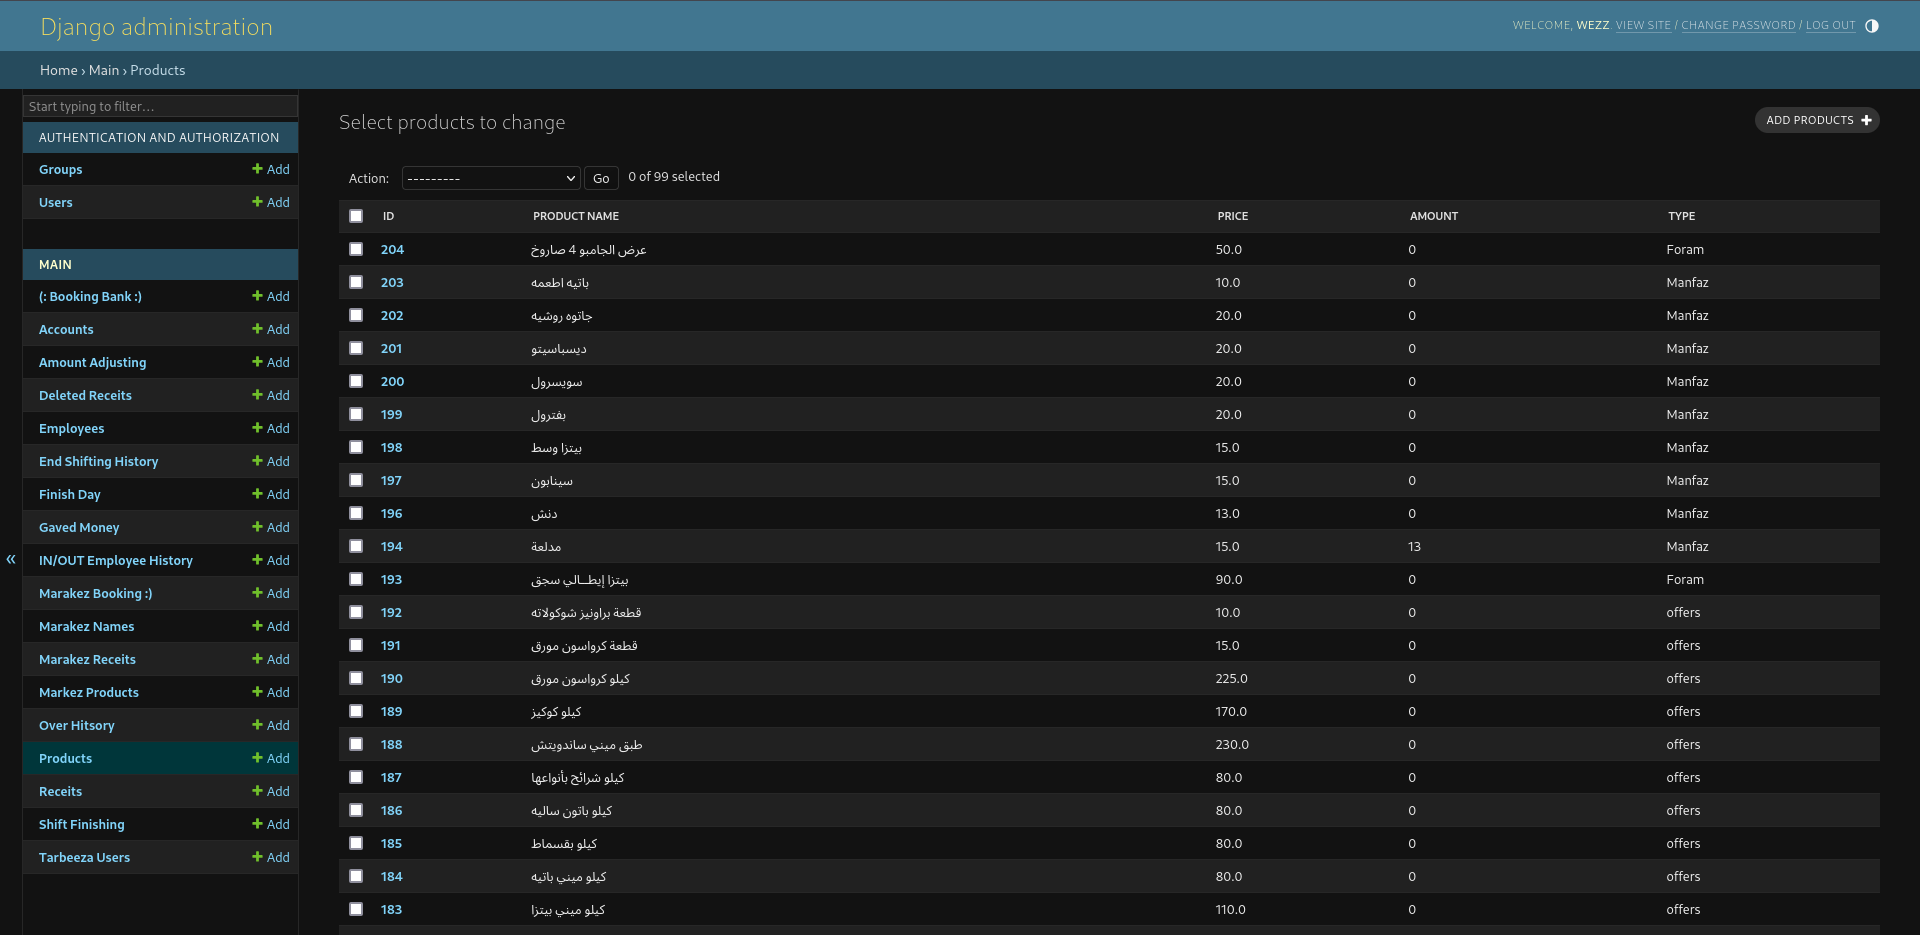 Django administration
WELCOME, WEZZ. VIEW SITE / CHANGE PASSWORD / LOG OUT
Home › Main › Products
Start typing to filter...
AUTHENTICATION AND AUTHORIZATION
Groups + Add
Users + Add
MAIN
(: Booking Bank :) + Add
Accounts + Add
Amount Adjusting + Add
Deleted Receits + Add
Employees + Add
End Shifting History + Add
Finish Day + Add
Gaved Money + Add
IN/OUT Employee History + Add
Marakez Booking :) + Add
Marakez Names + Add
Marakez Receits + Add
Markez Products + Add
Over Hitsory + Add
Products + Add
Receits + Add
Shift Finishing + Add
Tarbeeza Users + Add
«
Select products to change
ADD PRODUCTS +
Action: --------- Go 0 of 99 selected
ID PRODUCT NAME PRICE AMOUNT TYPE
204 عرض الجامبو 4 صاروخ 50.0 0 Foram
203 باتيه اطعمه 10.0 0 Manfaz
202 جاتوه روشيه 20.0 0 Manfaz
201 ديسباسيتو 20.0 0 Manfaz
200 سويسرول 20.0 0 Manfaz
199 بفترول 20.0 0 Manfaz
198 بيتزا وسط 15.0 0 Manfaz
197 سينابون 15.0 0 Manfaz
196 دنش 13.0 0 Manfaz
194 مدلعة 15.0 13 Manfaz
193 بيتزا إيطــالي سجق 90.0 0 Foram
192 قطعة براونيز شوكولاته 10.0 0 offers
191 قطعة كرواسون مورق 15.0 0 offers
190 كيلو كرواسون مورق 225.0 0 offers
189 كيلو كوكيز 170.0 0 offers
188 طبق ميني ساندويتش 230.0 0 offers
187 كيلو شرائح بأنواعها 80.0 0 offers
186 كيلو باتون ساليه 80.0 0 offers
185 كيلو بقسماط 80.0 0 offers
184 كيلو ميني باتيه 80.0 0 offers
183 كيلو ميني بيتزا 110.0 0 offers